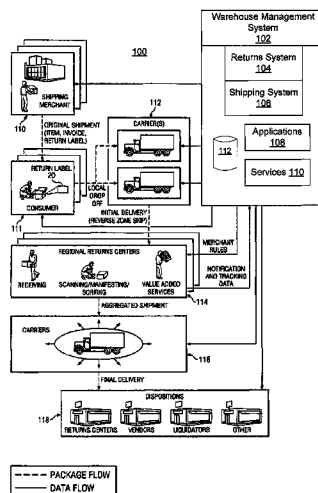 100
Warehouse Management
System
102
Returns System
104
Shipping System
106
Applications
108
Services 110
112
SHIPPING
MERCHANT
110
ORIGINAL SHIPMENT
(ITEM, INVOICE,
RETURN LABEL)
112
CARRIER(S)
RETURN LABEL
20
CONSUMER
111
LOCAL
DROP
OFF
INITIAL DELIVERY
(REVERSE ZONE SKIP)
REGIONAL RETURNS CENTERS
RECEIVING
SCANNING/MANIFESTING/
SORTING
VALUE ADDED
SERVICES
114
MERCHANT
RULES
NOTIFICATION
AND TRACKING
DATA
AGGREGATED SHIPMENT
CARRIERS
116
FINAL DELIVERY
DISPOSITIONS
118
RETURNS CENTERS
VENDORS
LIQUIDATORS
OTHER
PACKAGE FLOW
DATA FLOW